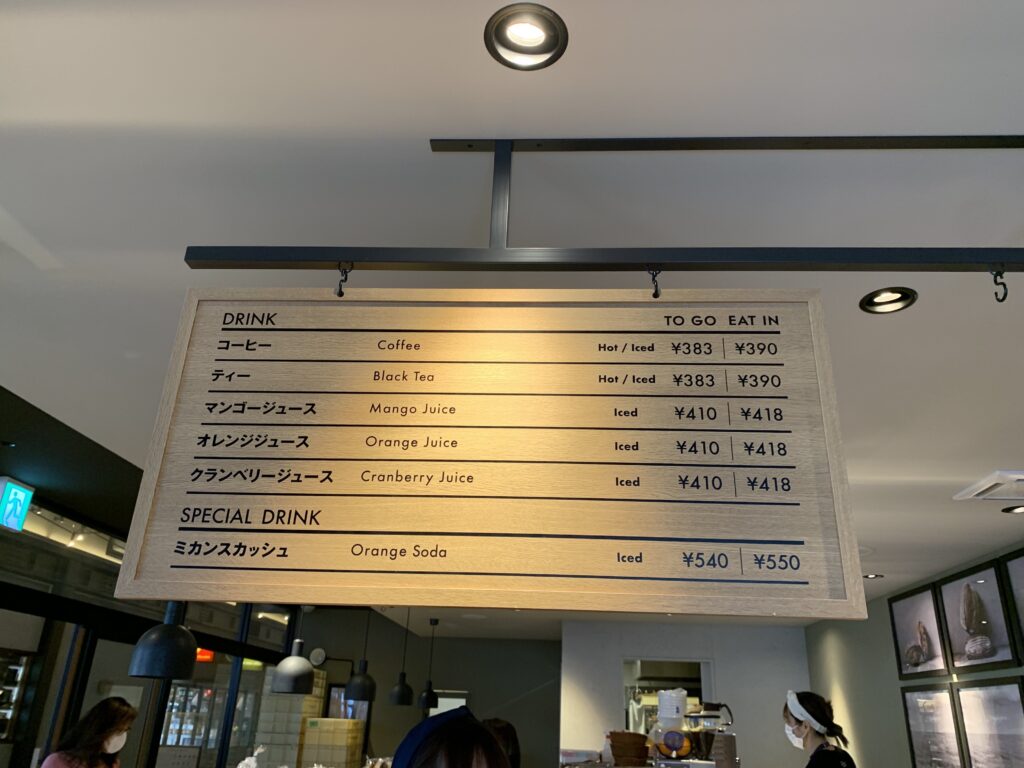 DRINK TO GO EAT IN
コーヒー Coffee Hot / Iced ¥383 ¥390
ティー Black Tea Hot / Iced ¥383 ¥390
マンゴージュース Mango Juice Iced ¥410 ¥418
オレンジジュース Orange Juice Iced ¥410 ¥418
クランベリージュース Cranberry Juice Iced ¥410 ¥418
SPECIAL DRINK
ミカンスカッシュ Orange Soda Iced ¥540 ¥550